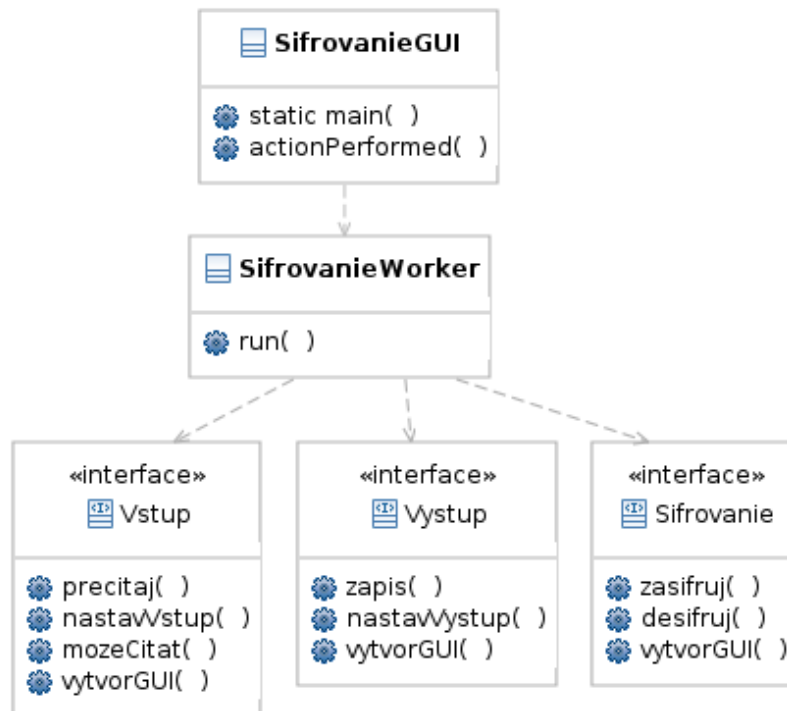 SifrovanieGUI
static main( )
actionPerformed( )
SifrovanieWorker
run( )
«interface»
Vstup
precitaj( )
nastavVstup( )
mozeCitat( )
vytvorGUI( )
«interface»
Vystup
zapis( )
nastavVystup( )
vytvorGUI( )
«interface»
Sifrovanie
zasifruj( )
desifruj( )
vytvorGUI( )